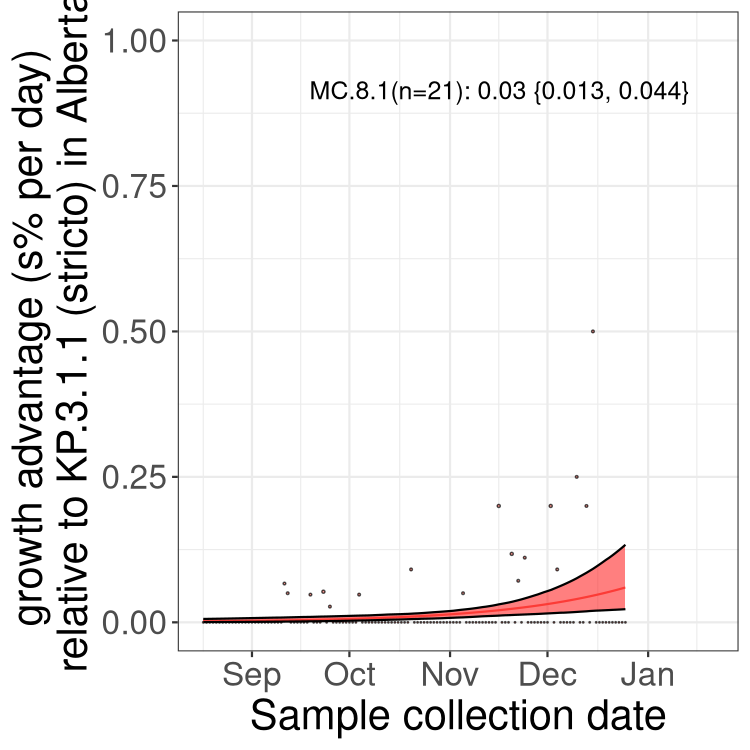 growth advantage (s% per day)
relative to KP.3.1.1 (stricto) in Alberta
1.00
0.75
0.50
0.25
0.00
MC.8.1(n=21): 0.03 {0.013, 0.044}
Sep Oct Nov Dec Jan
Sample collection date